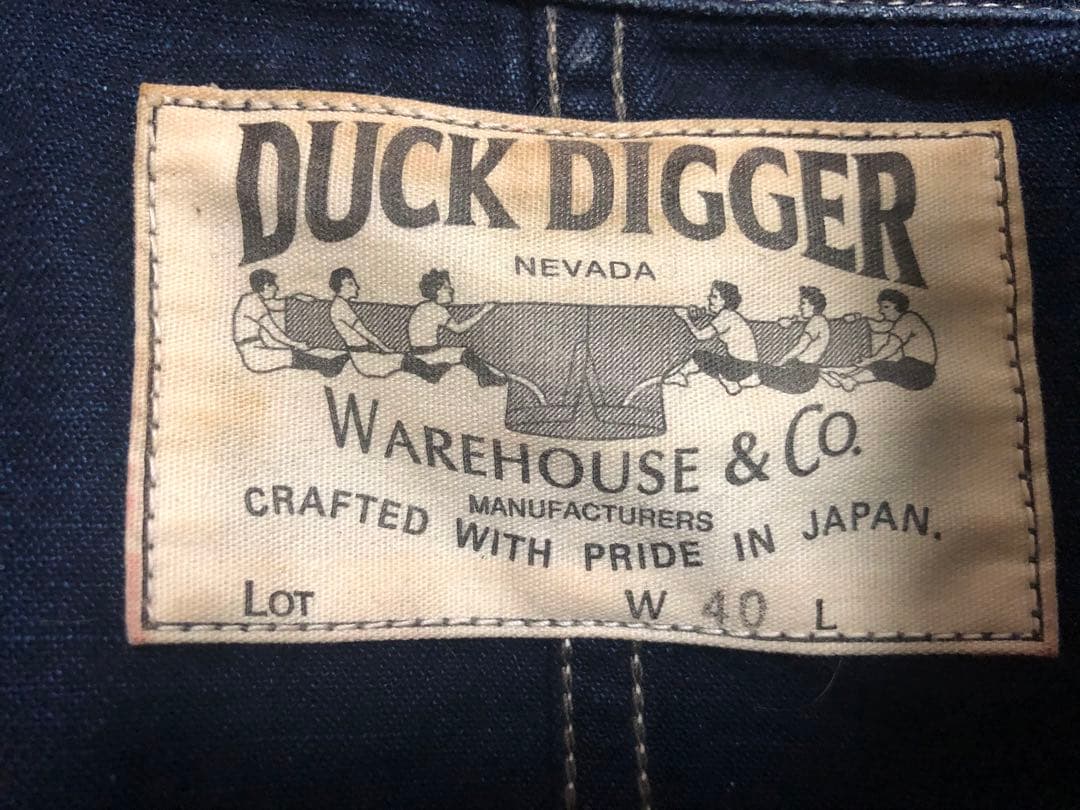 DUCK DIGGER
NEVADA
WAREHOUSE & CO.
MANUFACTURERS
CRAFTED WITH PRIDE IN JAPAN.
LOT W 40 L